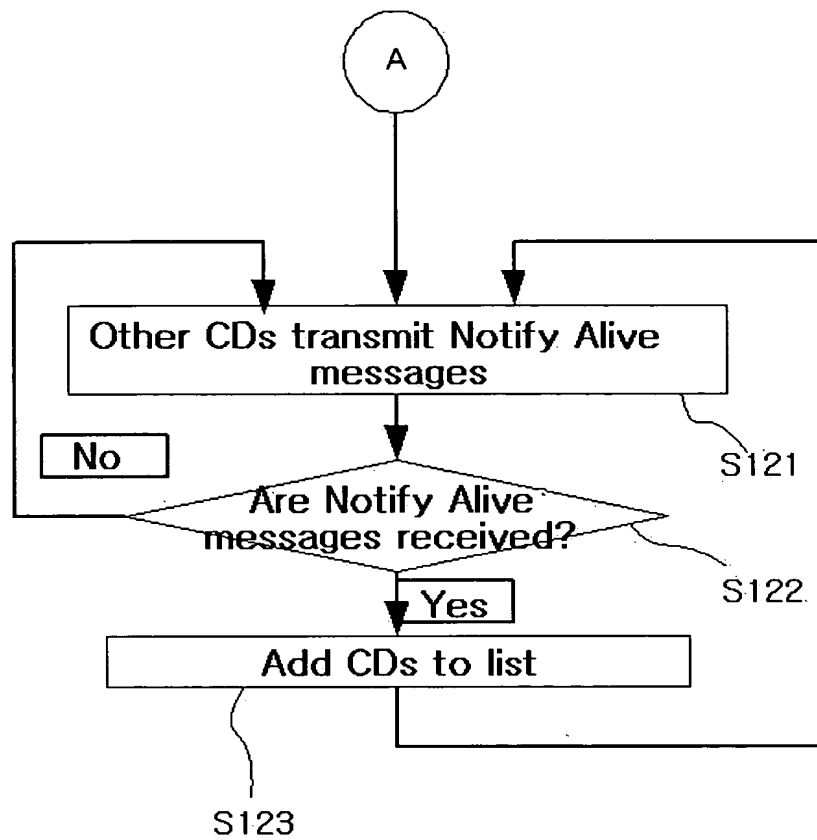 A
Other CDs transmit Notify Alive
messages
S121
No
Are Notify Alive
messages received?
S122
Yes
Add CDs to list
S123